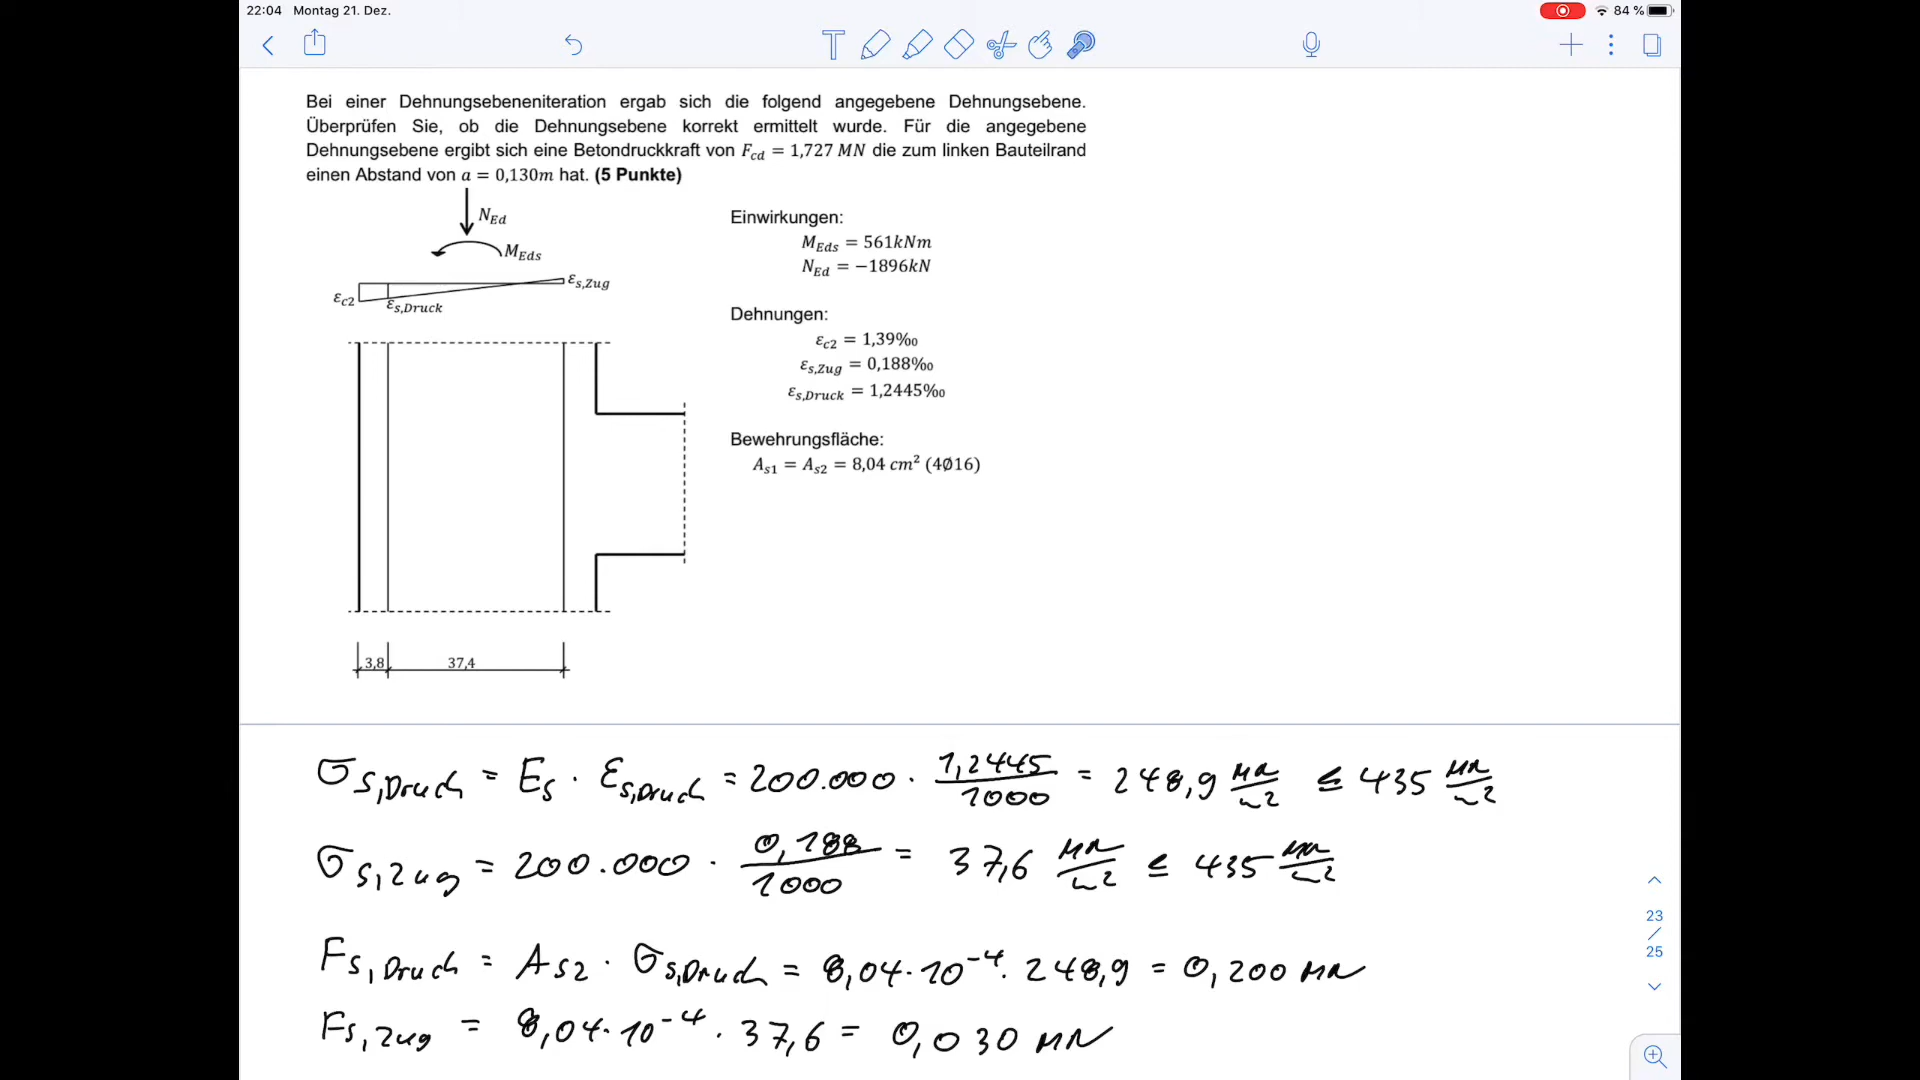 22:04 Montag 21. Dez.
84 %
Bei einer Dehnungsebeneniteration ergab sich die folgend angegebene Dehnungsebene.
Überprüfen Sie, ob die Dehnungsebene korrekt ermittelt wurde. Für die angegebene
Dehnungsebene ergibt sich eine Betondruckkraft von F_cd = 1,727 MN die zum linken Bauteilrand
einen Abstand von a = 0,130m hat. (5 Punkte)
N_Ed
M_Eds
ε_c2
ε_s,Druck
ε_s,Zug
3,8
37,4
Einwirkungen:
M_Eds = 561kNm
N_Ed = −1896kN
Dehnungen:
ε_c2 = 1,39‰
ε_s,Zug = 0,188‰
ε_s,Druck = 1,2445‰
Bewehrungsfläche:
A_s1 = A_s2 = 8,04 cm² (4Ø16)
σ_s,Druck = E_s · ε_s,Druck = 200.000 · 1,2445/1000 = 248,9 MN/m² ≤ 435 MN/m²
σ_s,Zug = 200.000 · 0,188/1000 = 37,6 MN/m² ≤ 435 MN/m²
F_s,Druck = A_s2 · σ_s,Druck = 8,04·10⁻⁴ · 248,9 = 0,200 MN
F_s,Zug = 8,04·10⁻⁴ · 37,6 = 0,030 MN
23
/
25